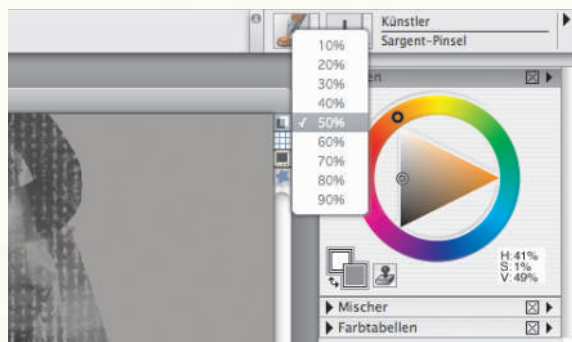 Künstler
Sargent-Pinsel
10%
20%
30%
40%
✓ 50%
60%
70%
80%
90%
H:41%
S:1%
V:49%
Mischer
Farbtabellen